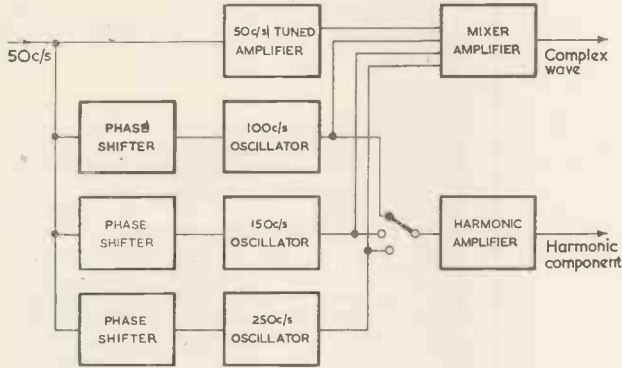 50c/s
50c/s TUNED
AMPLIFIER
MIXER
AMPLIFIER
Complex
wave
PHASE
SHIFTER
100c/s
OSCILLATOR
PHASE
SHIFTER
150c/s
OSCILLATOR
HARMONIC
AMPLIFIER
Harmonic
component
PHASE
SHIFTER
250c/s
OSCILLATOR